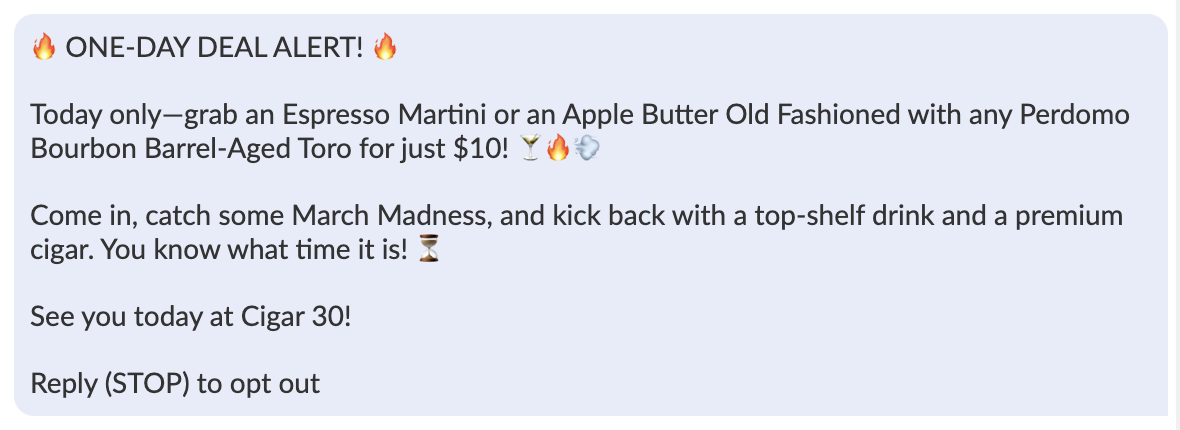 🔥 ONE-DAY DEAL ALERT! 🔥
Today only—grab an Espresso Martini or an Apple Butter Old Fashioned with any Perdomo
Bourbon Barrel-Aged Toro for just $10! 🍸🔥💨
Come in, catch some March Madness, and kick back with a top-shelf drink and a premium
cigar. You know what time it is! ⏳
See you today at Cigar 30!
Reply (STOP) to opt out